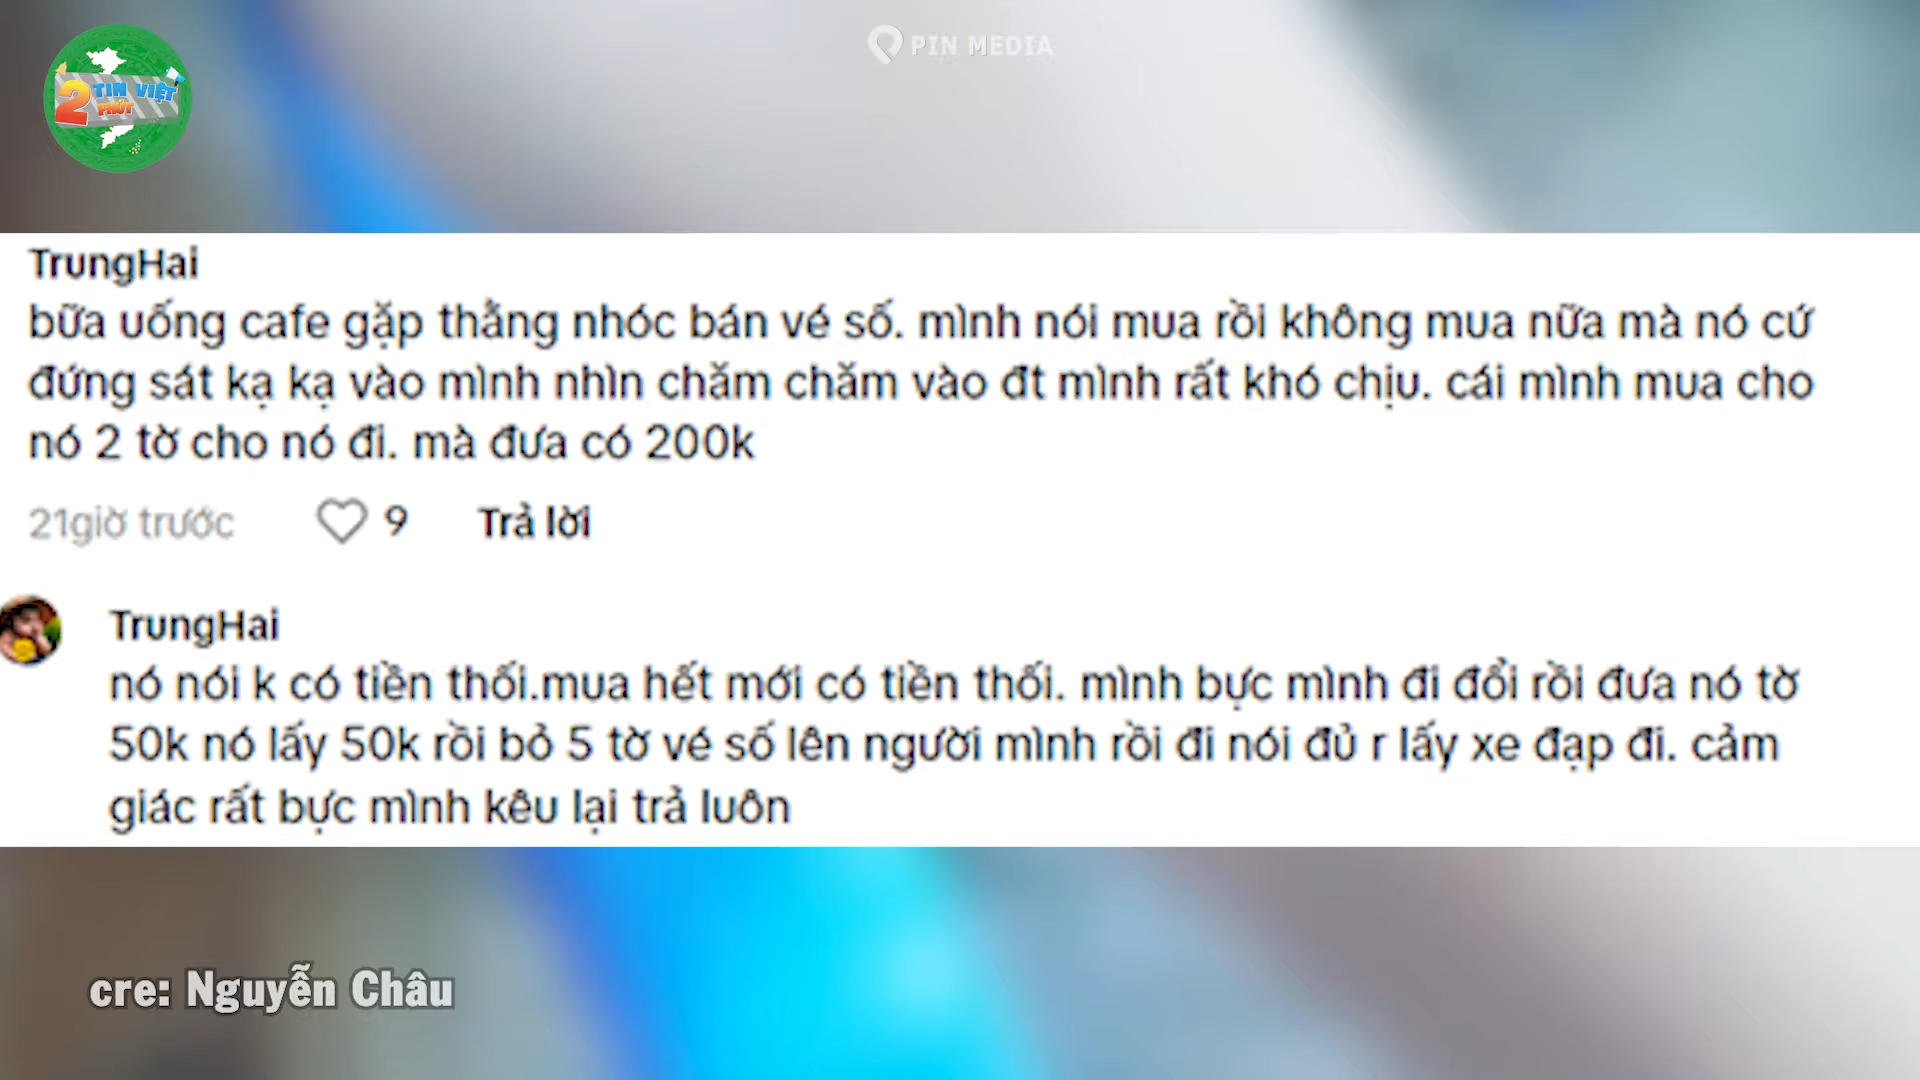 PIN MEDIA
2 TIN VIỆT
PHÚT
TrungHai
bữa uống cafe gặp thằng nhóc bán vé số. mình nói mua rồi không mua nữa mà nó cứ
đứng sát kạ kạ vào mình nhìn chăm chăm vào đt mình rất khó chịu. cái mình mua cho
nó 2 tờ cho nó đi. mà đưa có 200k
21giờ trước 9 Trả lời
TrungHai
nó nói k có tiền thối.mua hết mới có tiền thối. mình bực mình đi đổi rồi đưa nó tờ
50k nó lấy 50k rồi bỏ 5 tờ vé số lên người mình rồi đi nói đủ r lấy xe đạp đi. cảm
giác rất bực mình kêu lại trả luôn
cre: Nguyễn Châu